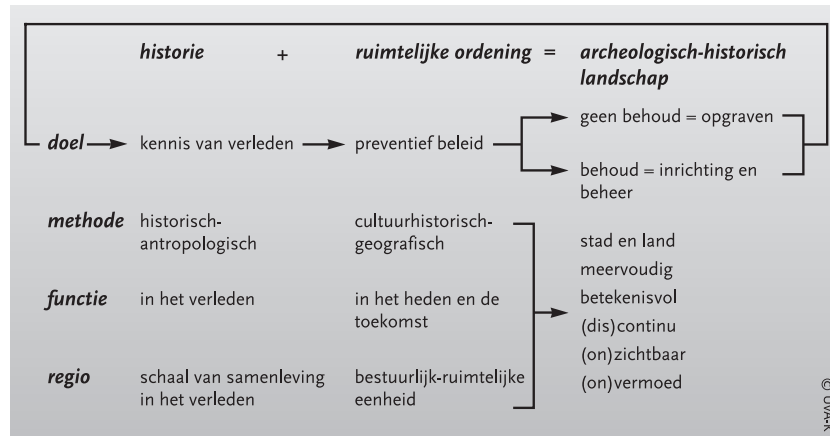 historie + ruimtelijke ordening = archeologisch-historisch
landschap
geen behoud = opgraven
doel kennis van verleden preventief beleid
behoud = inrichting en
beheer
methode historisch- cultuurhistorisch-
antropologisch geografisch
stad en land
meervoudig
functie in het verleden in het heden en de betekenisvol
toekomst
(dis)continu
(on)zichtbaar
regio schaal van samenleving bestuurlijk-ruimtelijke (on)vermoed
in het verleden eenheid
© UvA-K